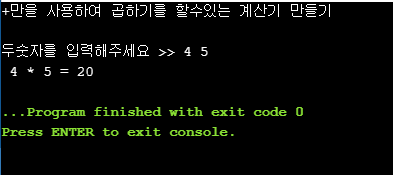 +만을 사용하여 곱하기를 할수있는 계산기 만들기
두숫자를 입력해주세요 >> 4 5
4 * 5 = 20
...Program finished with exit code 0
Press ENTER to exit console.